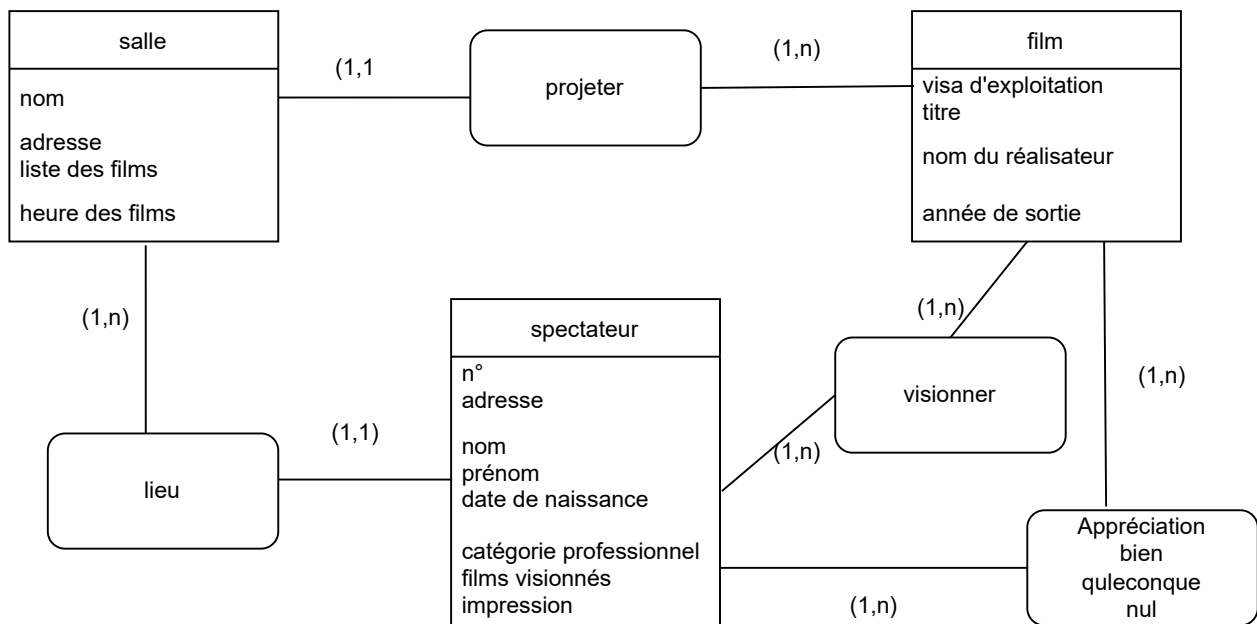 salle
nom
adresse
liste des films
heure des films
(1,1
projeter
(1,n)
film
visa d'exploitation
titre
nom du réalisateur
année de sortie
(1,n)
lieu
(1,1)
spectateur
n°
adresse
nom
prénom
date de naissance
catégorie professionnel
films visionnés
impression
(1,n)
visionner
(1,n)
(1,n)
Appréciation
bien
quleconque
nul
(1,n)